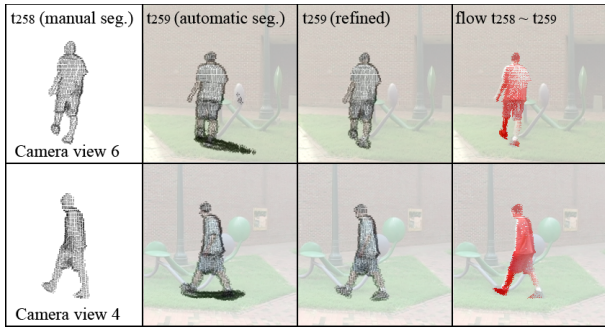 t258 (manual seg.)
t259 (automatic seg.)
t259 (refined)
flow t258 ~ t259
Camera view 6
Camera view 4